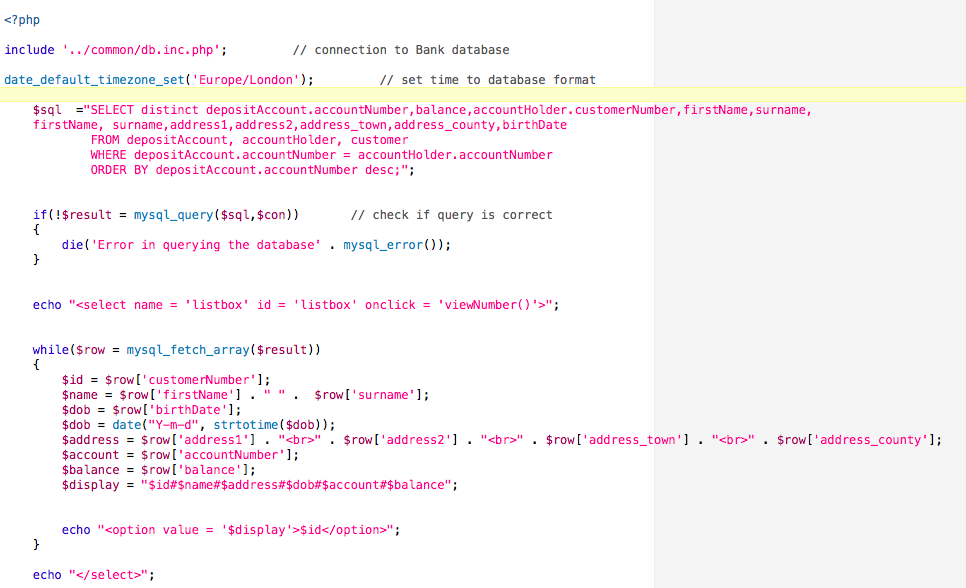 <?php
include '../common/db.inc.php';         // connection to Bank database
date_default_timezone_set('Europe/London');         // set time to database format
    $sql  ="SELECT distinct depositAccount.accountNumber,balance,accountHolder.customerNumber,firstName,surname,
    firstName, surname,address1,address2,address_town,address_county,birthDate
            FROM depositAccount, accountHolder, customer
            WHERE depositAccount.accountNumber = accountHolder.accountNumber
            ORDER BY depositAccount.accountNumber desc;";
    if(!$result = mysql_query($sql,$con))       // check if query is correct
    {
        die('Error in querying the database' . mysql_error());
    }
    echo "<select name = 'listbox' id = 'listbox' onclick = 'viewNumber()'>";
    while($row = mysql_fetch_array($result))
    {
        $id = $row['customerNumber'];
        $name = $row['firstName'] . " " .  $row['surname'];
        $dob = $row['birthDate'];
        $dob = date("Y-m-d", strtotime($dob));
        $address = $row['address1'] . "<br>" . $row['address2'] . "<br>" . $row['address_town'] . "<br>" . $row['address_county'];
        $account = $row['accountNumber'];
        $balance = $row['balance'];
        $display = "$id#$name#$address#$dob#$account#$balance";
        echo "<option value = '$display'>$id</option>";
    }
    echo "</select>";